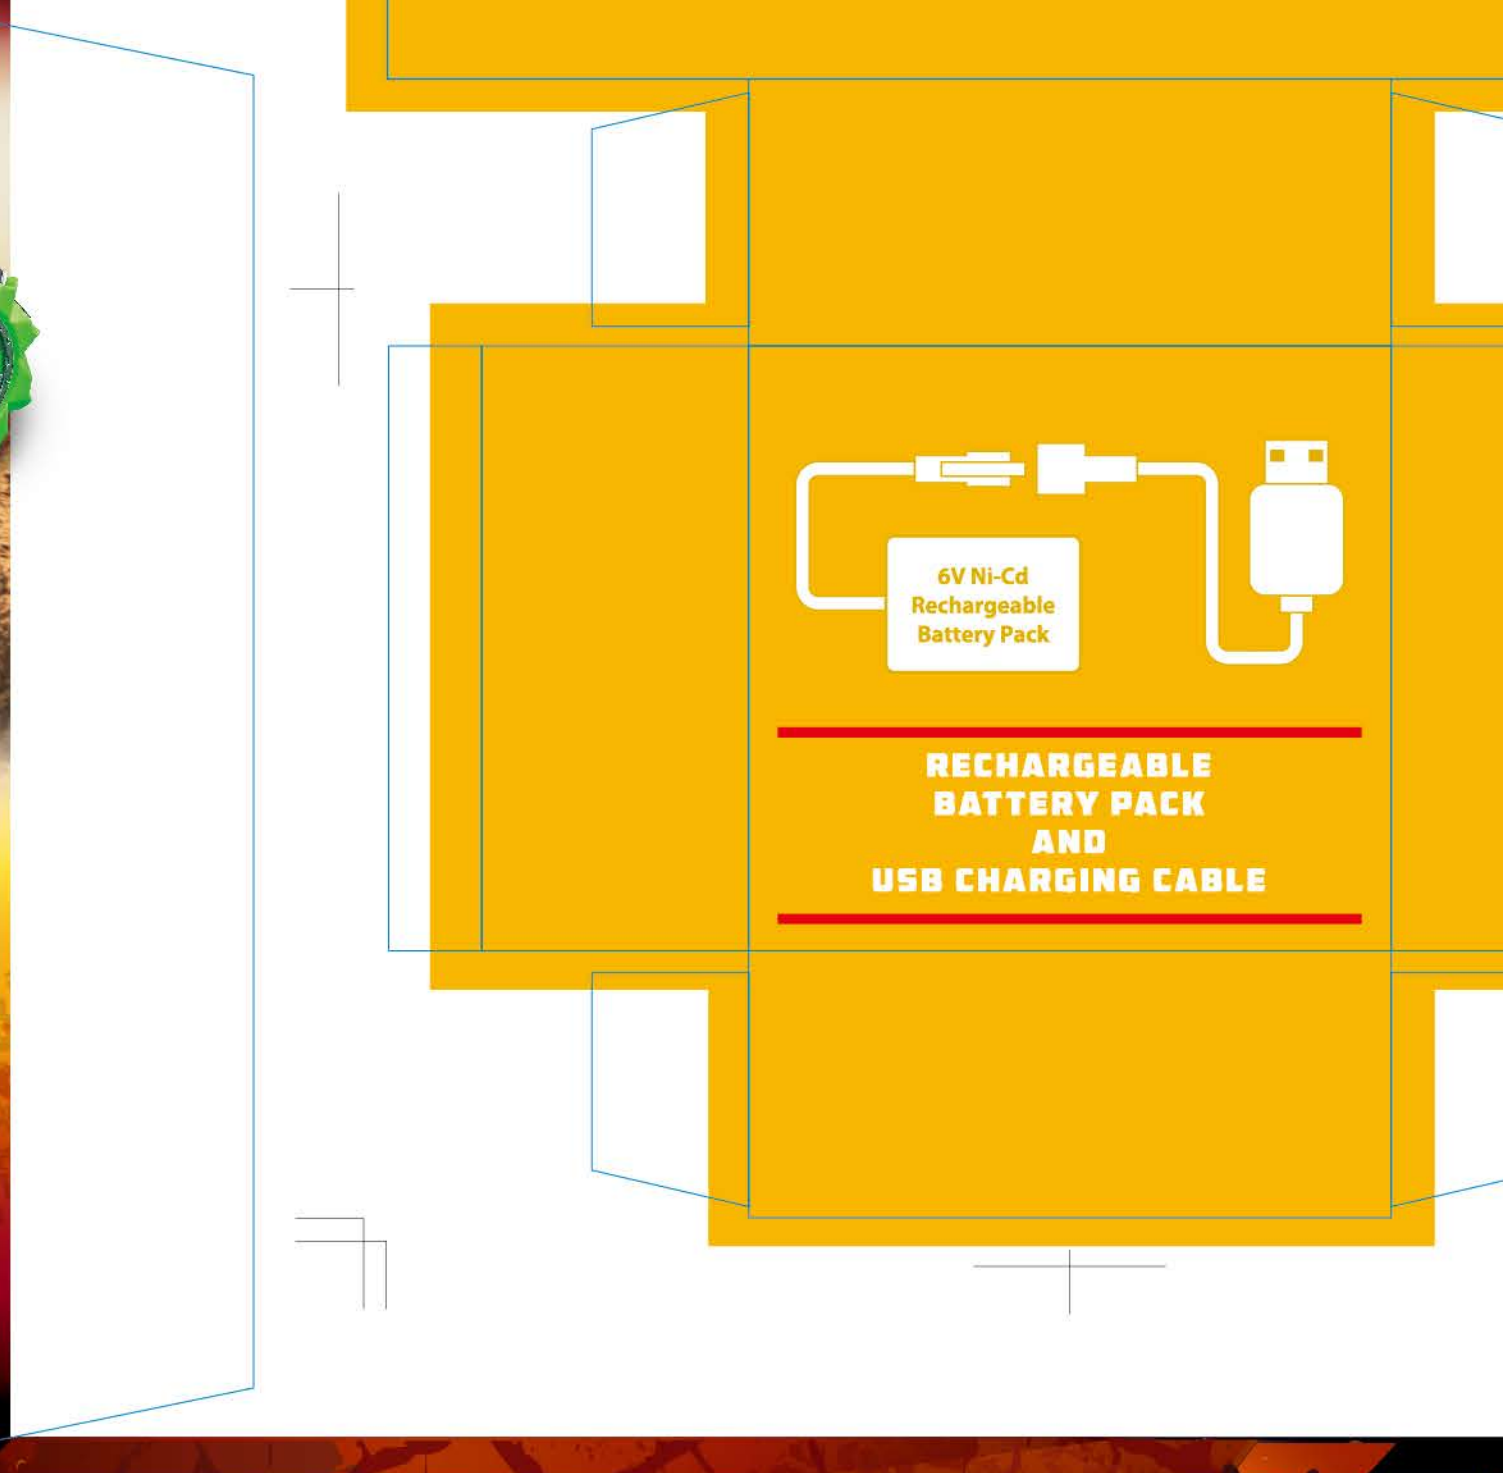 6V Ni-Cd
Rechargeable
Battery Pack
RECHARGEABLE
BATTERY PACK
AND
USB CHARGING CABLE